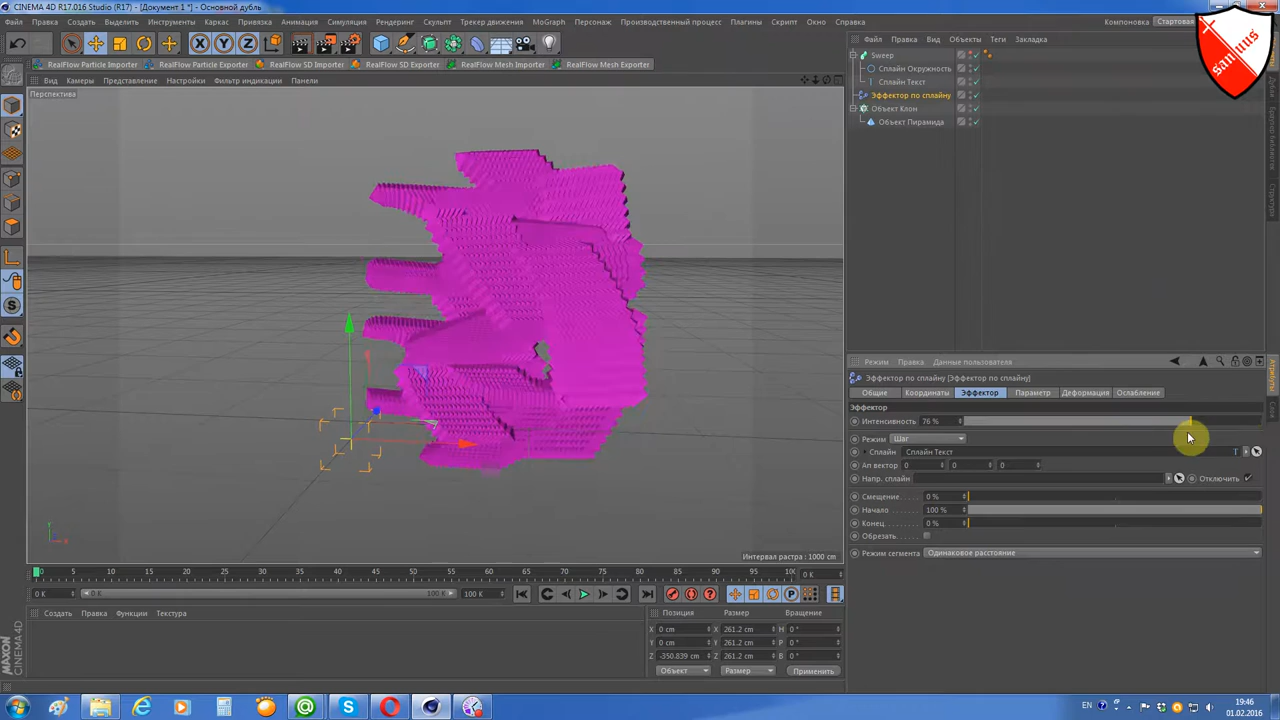 CINEMA 4D R17.016 Studio (R17) - [Документ 1 *] - Основной дубль
Файл Правка Создать Выделить Инструменты Каркас Привязка Анимация Симуляция Рендеринг Скульпт Трекер движения MoGraph Персонаж Производственный процесс Плагины Скрипт Окно Справка Компоновка Стартовая
RealFlow Particle Importer RealFlow Particle Exporter RealFlow SD Importer RealFlow SD Exporter RealFlow Mesh Importer RealFlow Mesh Exporter
sanjuus
Файл Правка Вид Объекты Теги Закладка
Вид Камеры Представление Настройки Фильтр индикации Панели
Перспектива
Sweep
Сплайн Окружность
Сплайн Текст
Эффектор по сплайну
Объект Клон
Объект Пирамида
Режим Правка Данные пользователя
Эффектор по сплайну [Эффектор по сплайну]
Общие Координаты Эффектор Параметр Деформация Ослабление
Эффектор
Интенсивность 76 %
Режим Шаг
Сплайн Сплайн Текст
Ап вектор 0 0 0
Напр. сплайн Отключить
Смещение 0 %
Начало 100 %
Конец 0 %
Обрезать
Режим сегмента Одинаковое расстояние
Атрибуты
Слои
Интервал растра : 1000 cm
0 5 10 15 20 25 30 35 40 45 50 55 60 65 70 75 80 85 90 95 100 0 K
0 K 0 K 100 K 100 K
Создать Правка Функции Текстура
Позиция Размер Вращение
X 0 cm X 261.2 cm H 0 °
Y 0 cm Y 261.2 cm P 0 °
Z -350.839 cm Z 261.2 cm B 0 °
Объект Размер Применить
MAXON CINEMA4D
EN 19:46
01.02.2016